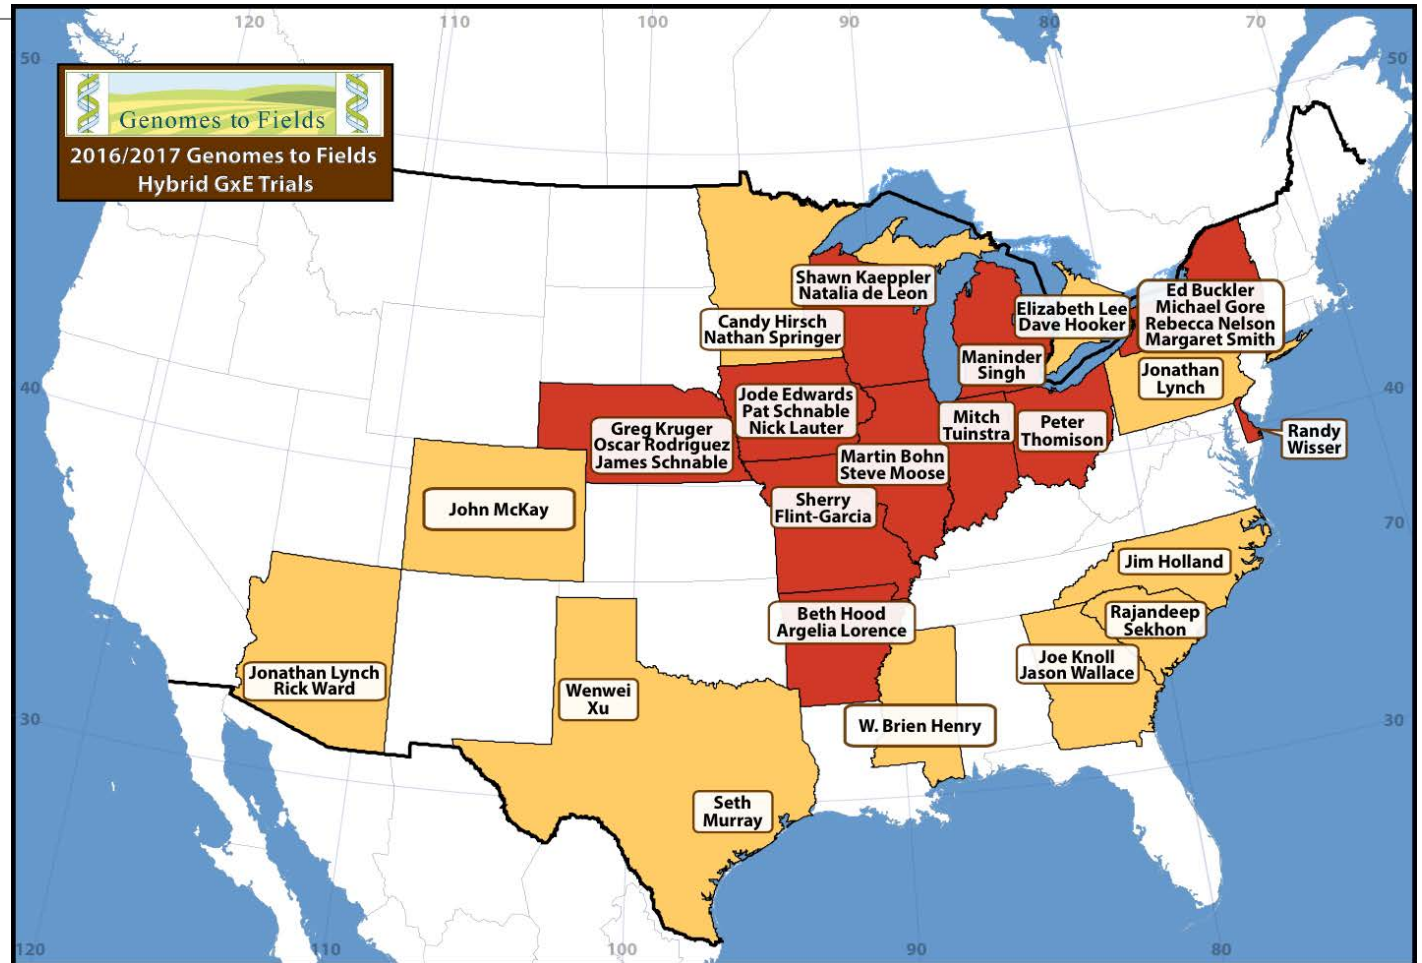 120
110
100
90
80
70
50
50
Genomes to Fields
2016/2017 Genomes to Fields
Hybrid GxE Trials
Shawn Kaeppler
Natalia de Leon
Candy Hirsch
Nathan Springer
Elizabeth Lee
Dave Hooker
Ed Buckler
Michael Gore
Rebecca Nelson
Margaret Smith
Maninder
Singh
Jonathan
Lynch
40
40
Jode Edwards
Pat Schnable
Nick Lauter
Greg Kruger
Oscar Rodriguez
James Schnable
Mitch
Tuinstra
Peter
Thomison
Randy
Wisser
Martin Bohn
Steve Moose
John McKay
Sherry
Flint-Garcia
70
Jim Holland
Beth Hood
Argelia Lorence
Rajandeep
Sekhon
Joe Knoll
Jason Wallace
Jonathan Lynch
Rick Ward
Wenwei
Xu
30
W. Brien Henry
30
Seth
Murray
120
110
100
90
80